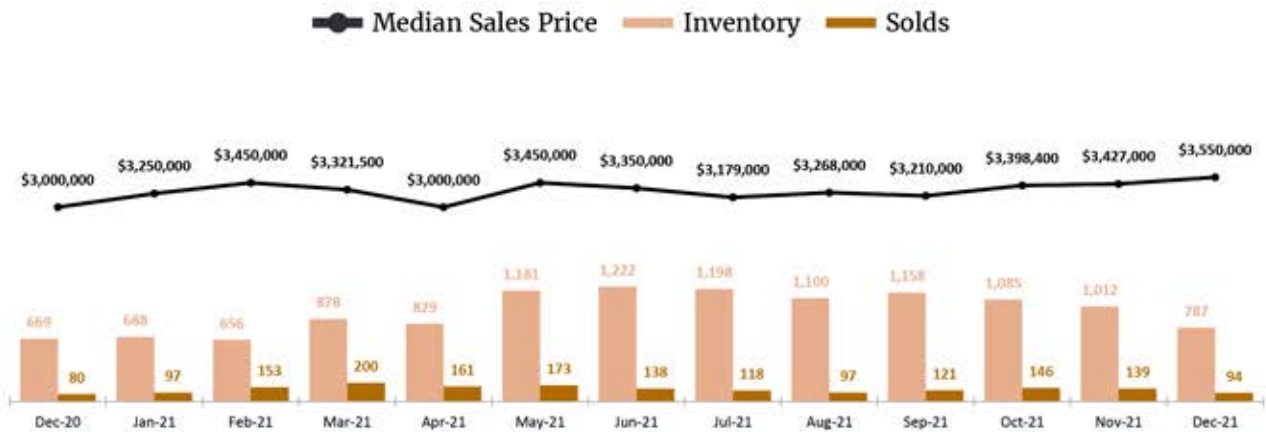 Median Sales Price Inventory Solds
$3,000,000 $3,250,000 $3,450,000 $3,321,500 $3,000,000 $3,450,000 $3,350,000 $3,179,000 $3,268,000 $3,210,000 $3,398,400 $3,427,000 $3,550,000
669 688 656 878 829 1,181 1,222 1,198 1,100 1,158 1,085 1,012 787
80 97 153 200 161 173 138 118 97 121 146 139 94
Dec-20 Jan-21 Feb-21 Mar-21 Apr-21 May-21 Jun-21 Jul-21 Aug-21 Sep-21 Oct-21 Nov-21 Dec-21